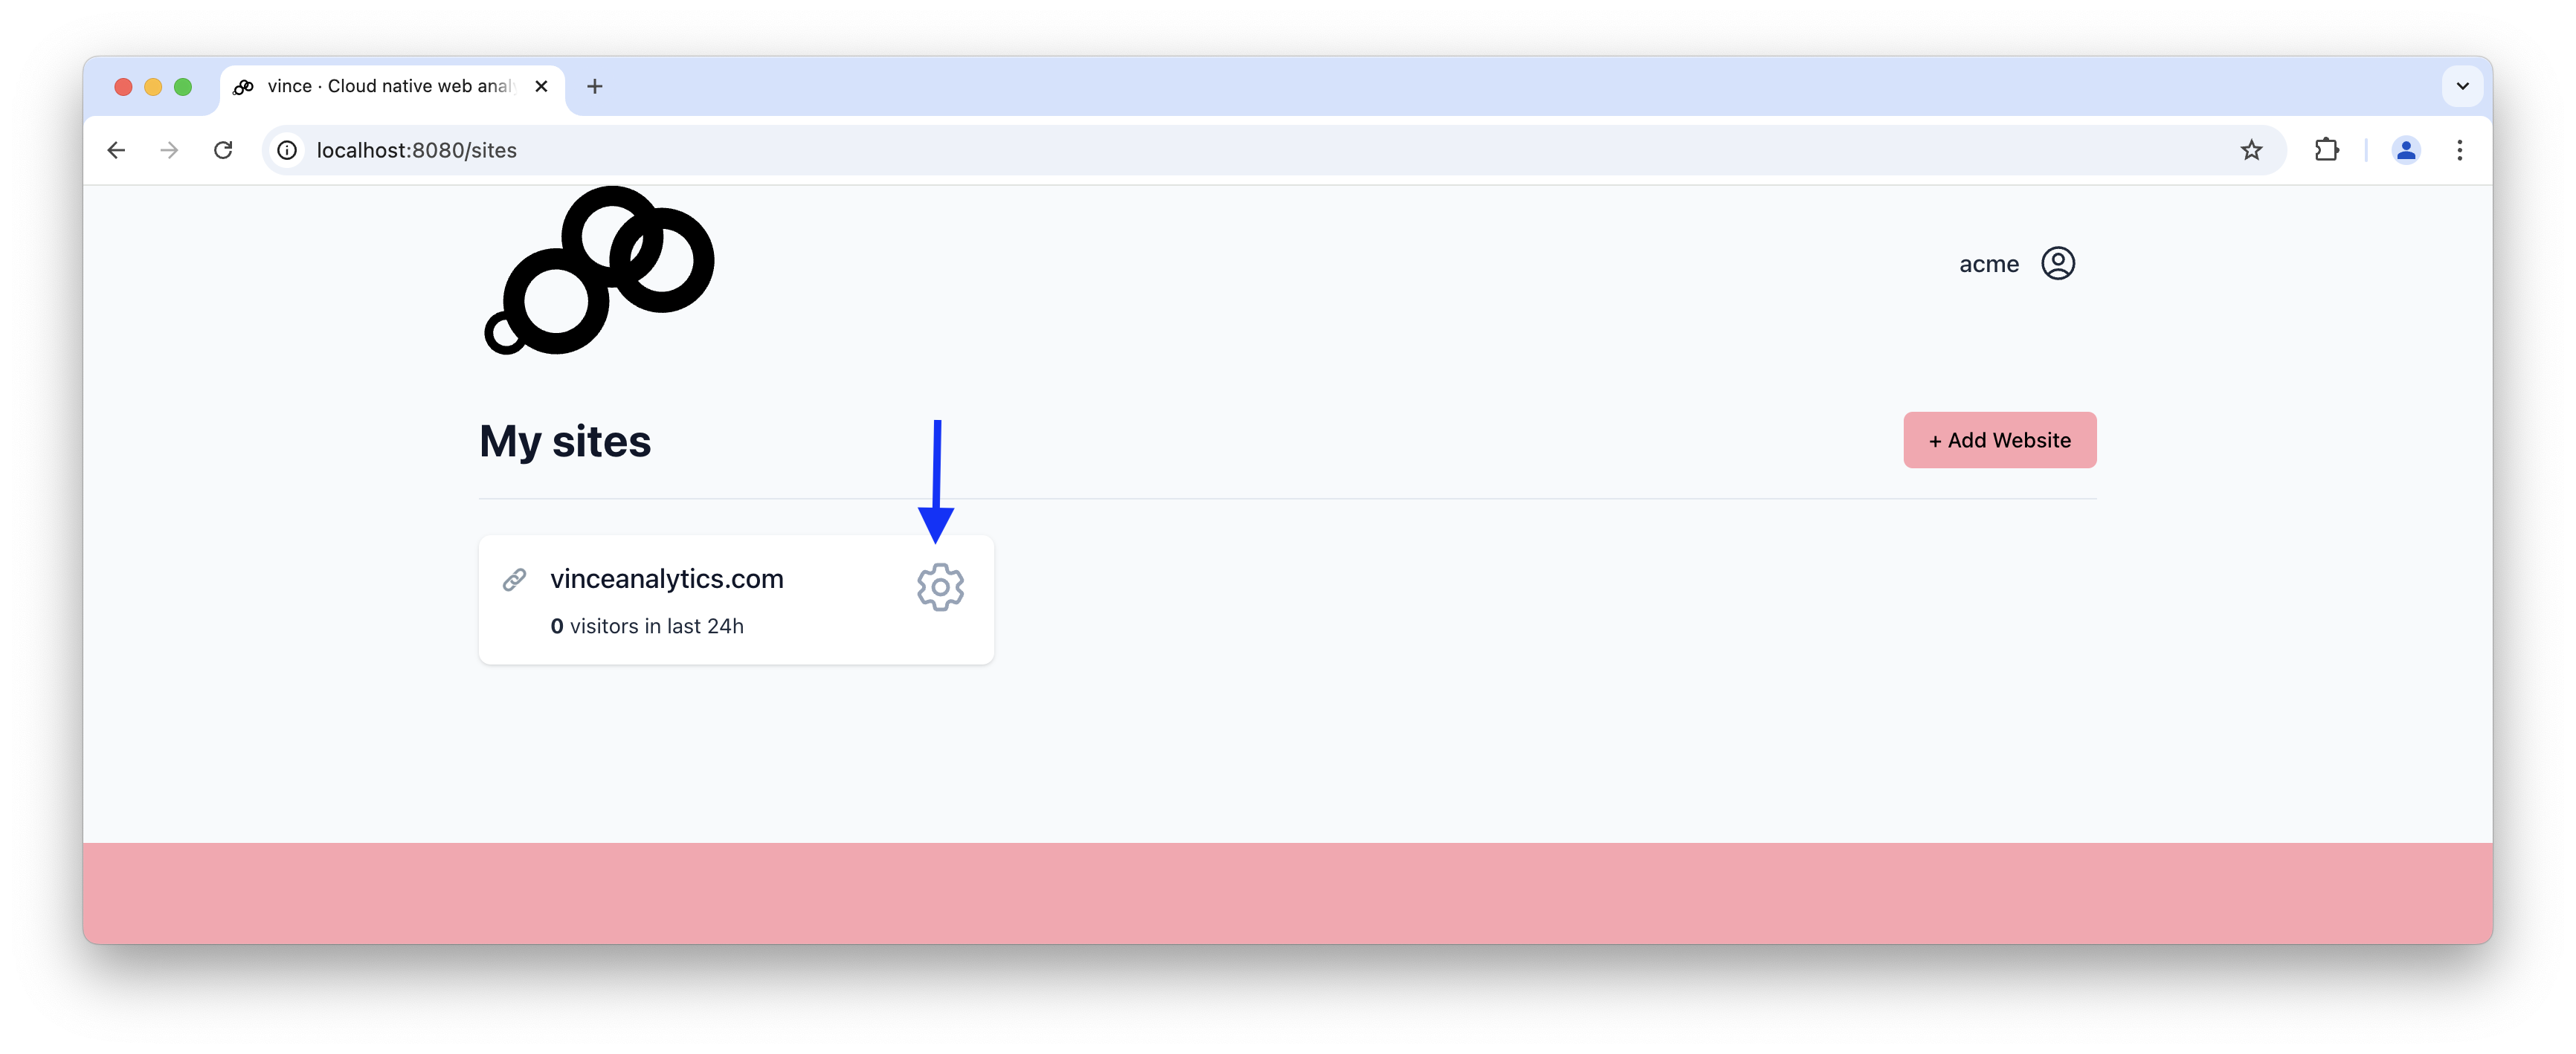 vince · Cloud native web anal
localhost:8080/sites
acme
My sites
+ Add Website
vinceanalytics.com
0 visitors in last 24h